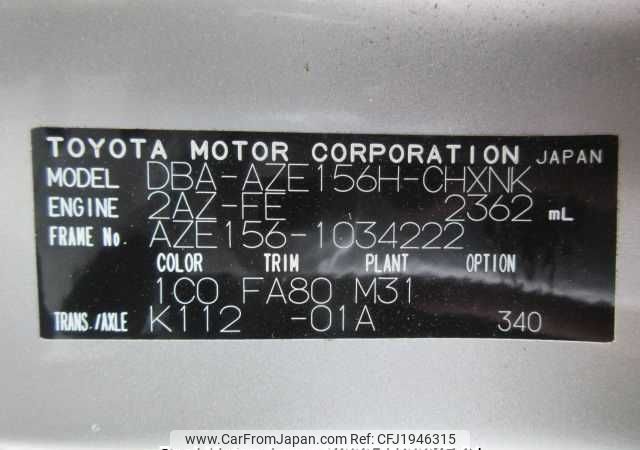 TOYOTA MOTOR CORPORATION JAPAN
MODEL DBA-AZE156H-CHXNK
ENGINE 2AZ-FE 2362 mL
FRAME No. AZE156-1034222
COLOR TRIM PLANT OPTION
1C0 FA80 M31
TRANS./AXLE K112 -01A 340
www.CarFromJapan.com CFJ1946315